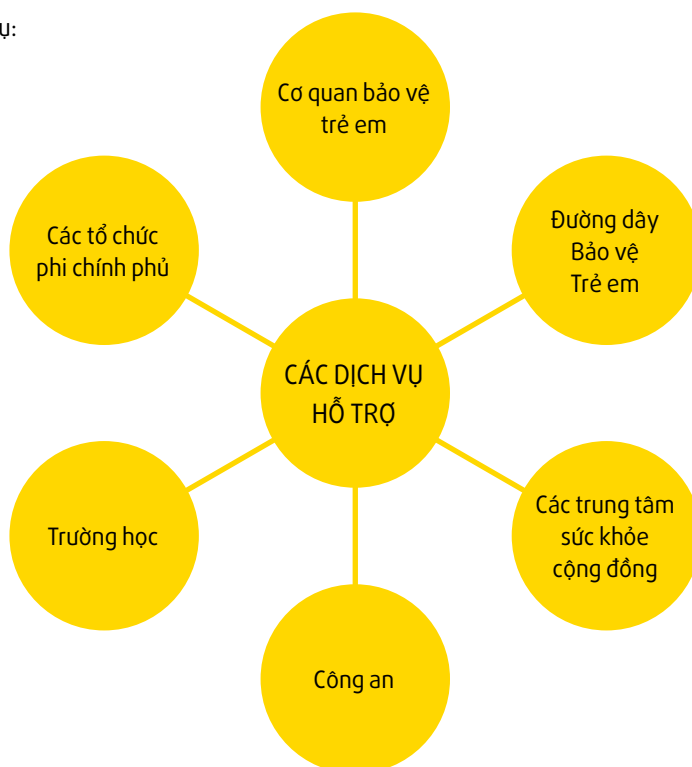 ụ:
Cơ quan bảo vệ
trẻ em
Các tổ chức
phi chính phủ
Đường dây
Bảo vệ
Trẻ em
CÁC DỊCH VỤ
HỖ TRỢ
Trường học
Các trung tâm
sức khỏe
cộng đồng
Công an